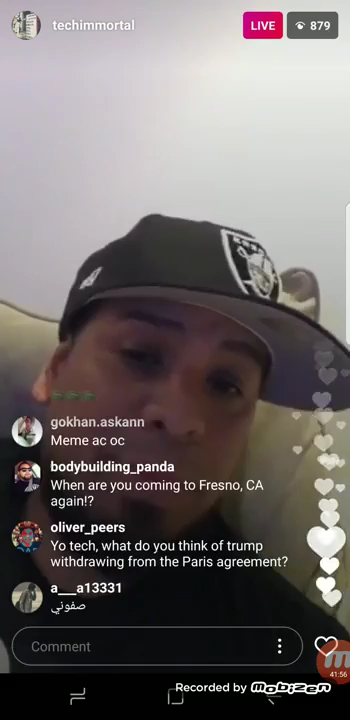 techimmortal
LIVE
879
gokhan.askann
Meme ac oc
bodybuilding_panda
When are you coming to Fresno, CA
again!?
oliver_peers
Yo tech, what do you think of trump
withdrawing from the Paris agreement?
a___a13331
صفوني
Comment
41:56
Recorded by Mobizen